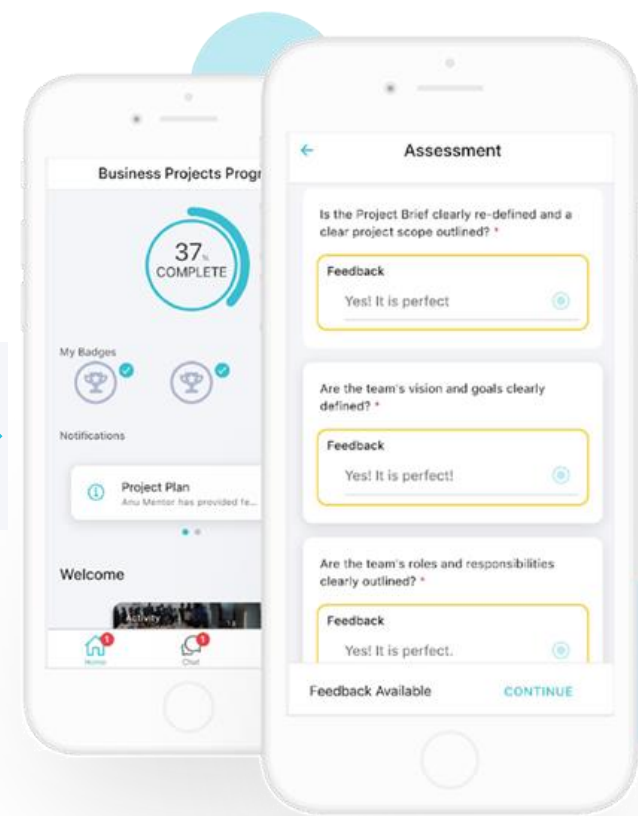 Business Projects Progr
37%
COMPLETE
My Badges
Notifications
Project Plan
Anu Mentor has provided fe...
Welcome
Activity
1
Home
1
Chat
Assessment
Is the Project Brief clearly re-defined and a
clear project scope outlined? *
Feedback
Yes! It is perfect
Are the team's vision and goals clearly
defined? *
Feedback
Yes! It is perfect!
Are the team's roles and responsibilities
clearly outlined? *
Feedback
Yes! It is perfect.
Feedback Available
CONTINUE